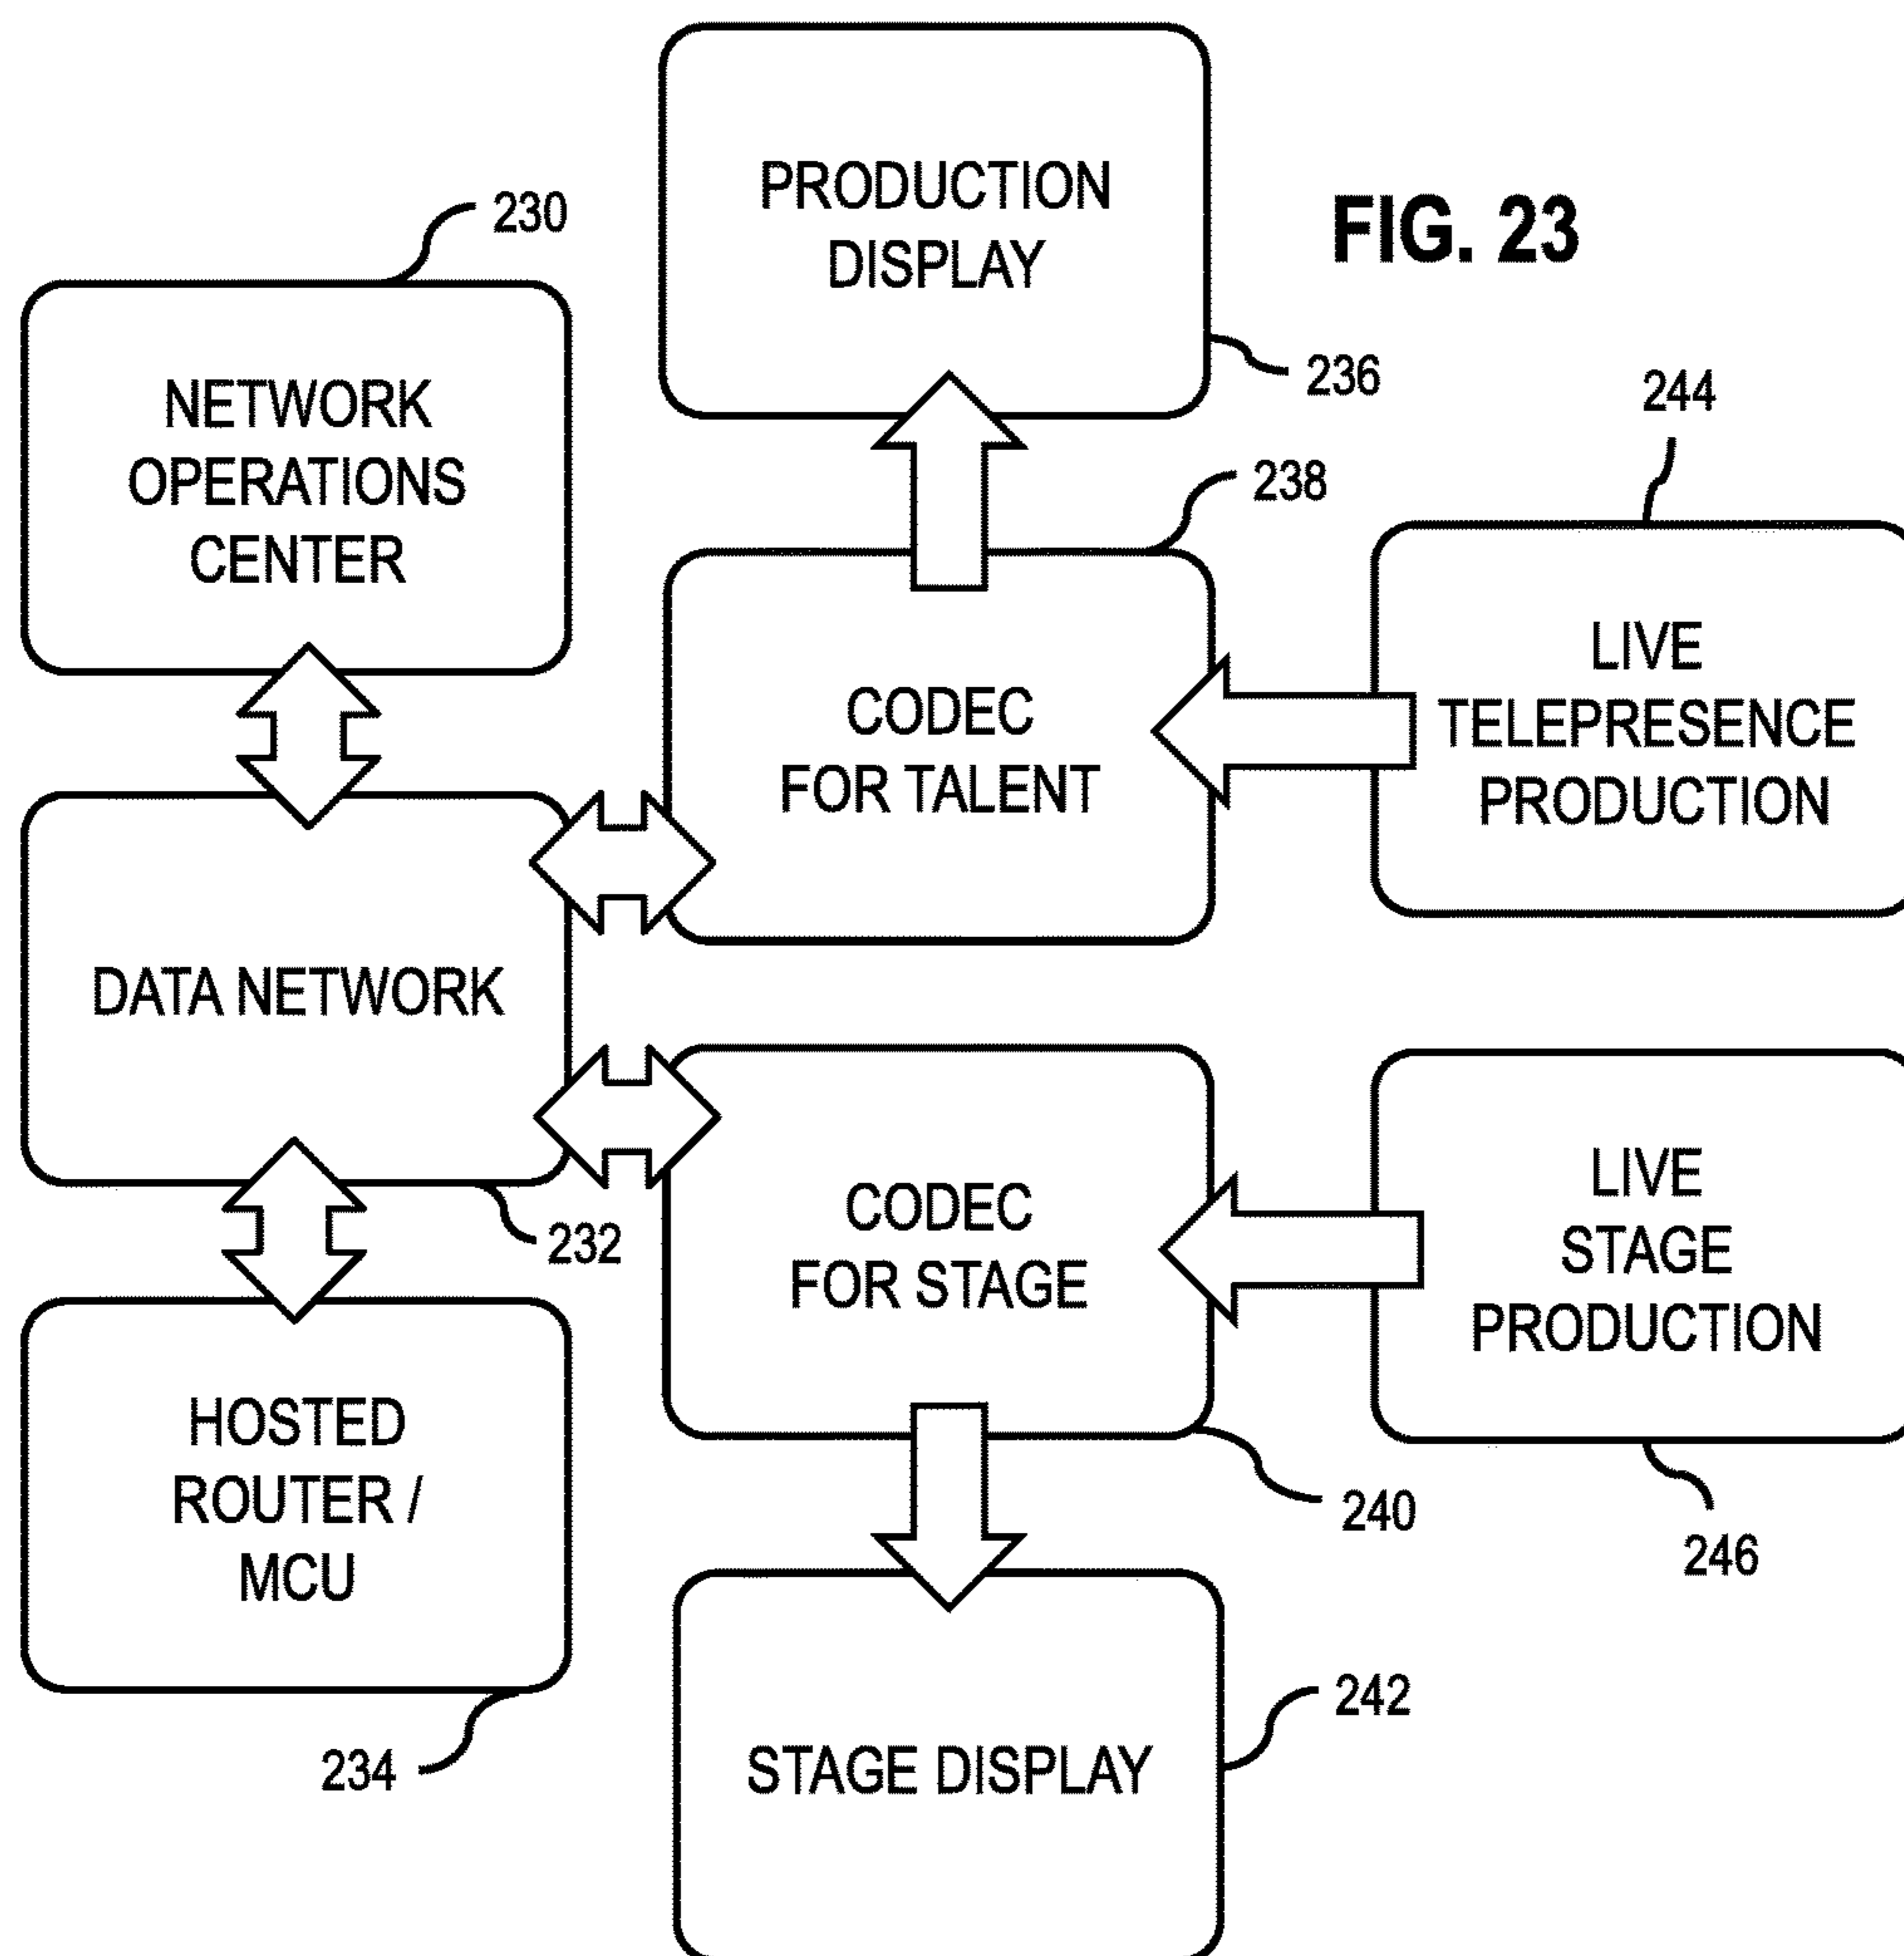 PRODUCTION
DISPLAY
FIG. 23
230
236
NETWORK
OPERATIONS
CENTER
244
238
LIVE
TELEPRESENCE
PRODUCTION
CODEC
FOR TALENT
DATA NETWORK
232
CODEC
FOR STAGE
LIVE
STAGE
PRODUCTION
HOSTED
ROUTER /
MCU
240
246
234
242
STAGE DISPLAY